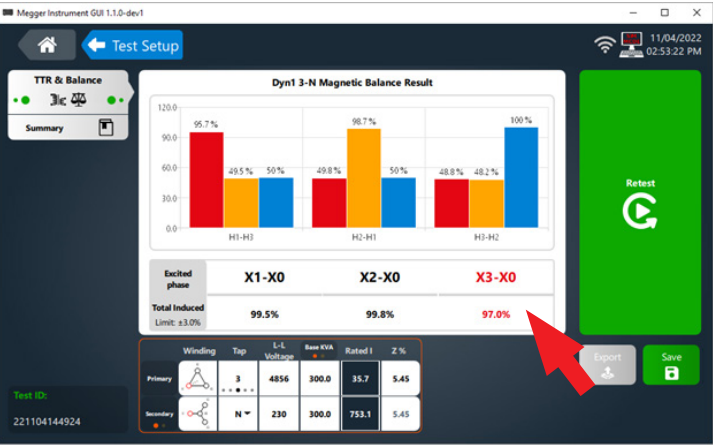 Megger Instrument GUI 1.1.0-dev1
Test Setup
11/04/2022
02:53:22 PM
TTR & Balance
Summary
Dyn1 3-N Magnetic Balance Result
120.0
90.0
60.0
30.0
0.0
95.7 %
49.5 %
50 %
49.8 %
98.7 %
50 %
48.8 %
48.2 %
100 %
H1-H3
H2-H1
H3-H2
Excited phase X1-X0 X2-X0 X3-X0
Total Induced 99.5% 99.8% 97.0%
Limit: ±3.0%
Retest
Winding Tap L-L Voltage Base KVA Rated I Z %
Primary 3 4856 300.0 35.7 5.45
Secondary N 230 300.0 753.1 5.45
Export
Save
Test ID:
221104144924